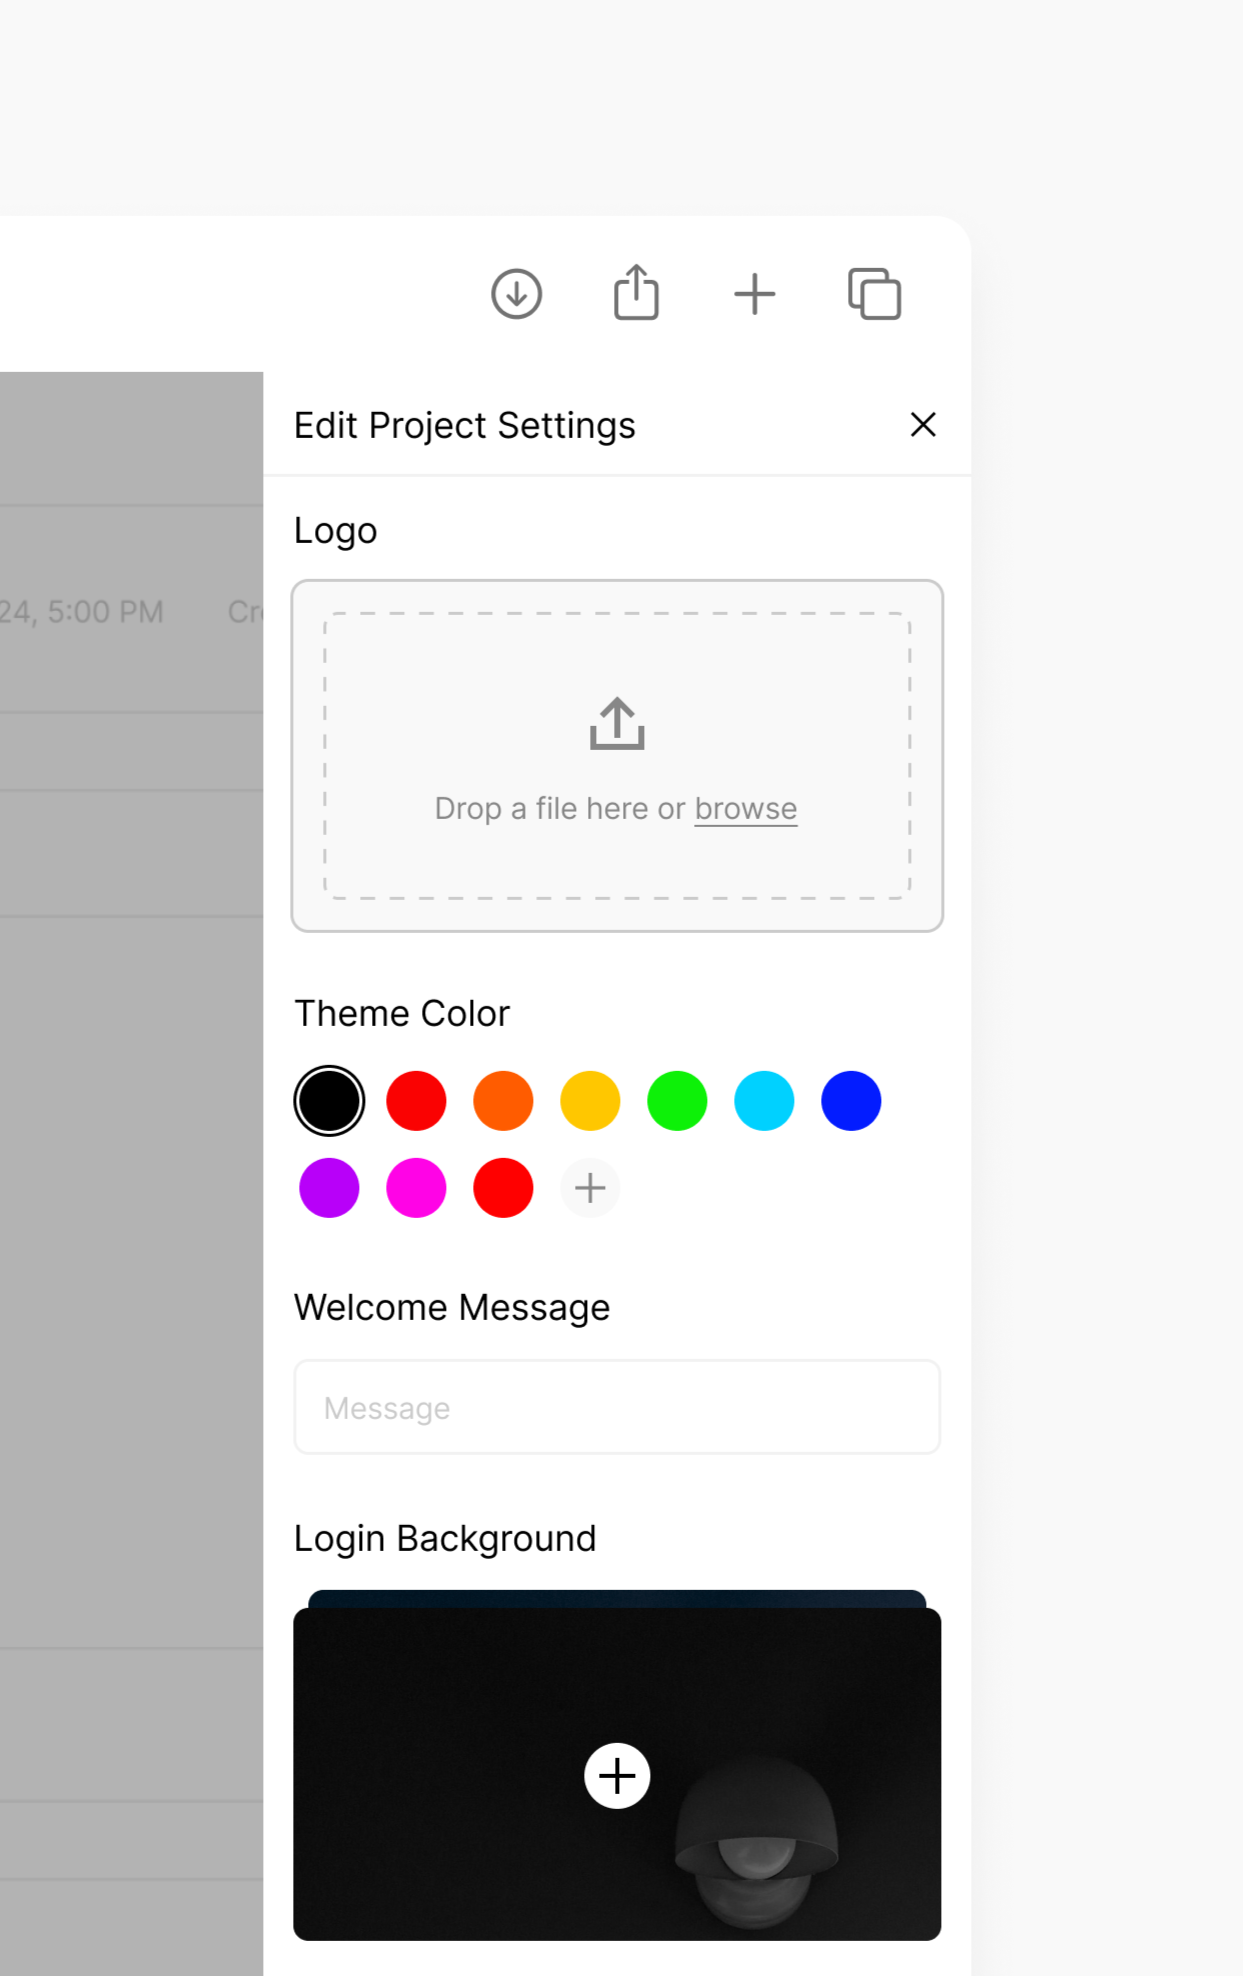 Edit Project Settings
Logo
24, 5:00 PM
Drop a file here or browse
Theme Color
Welcome Message
Message
Login Background